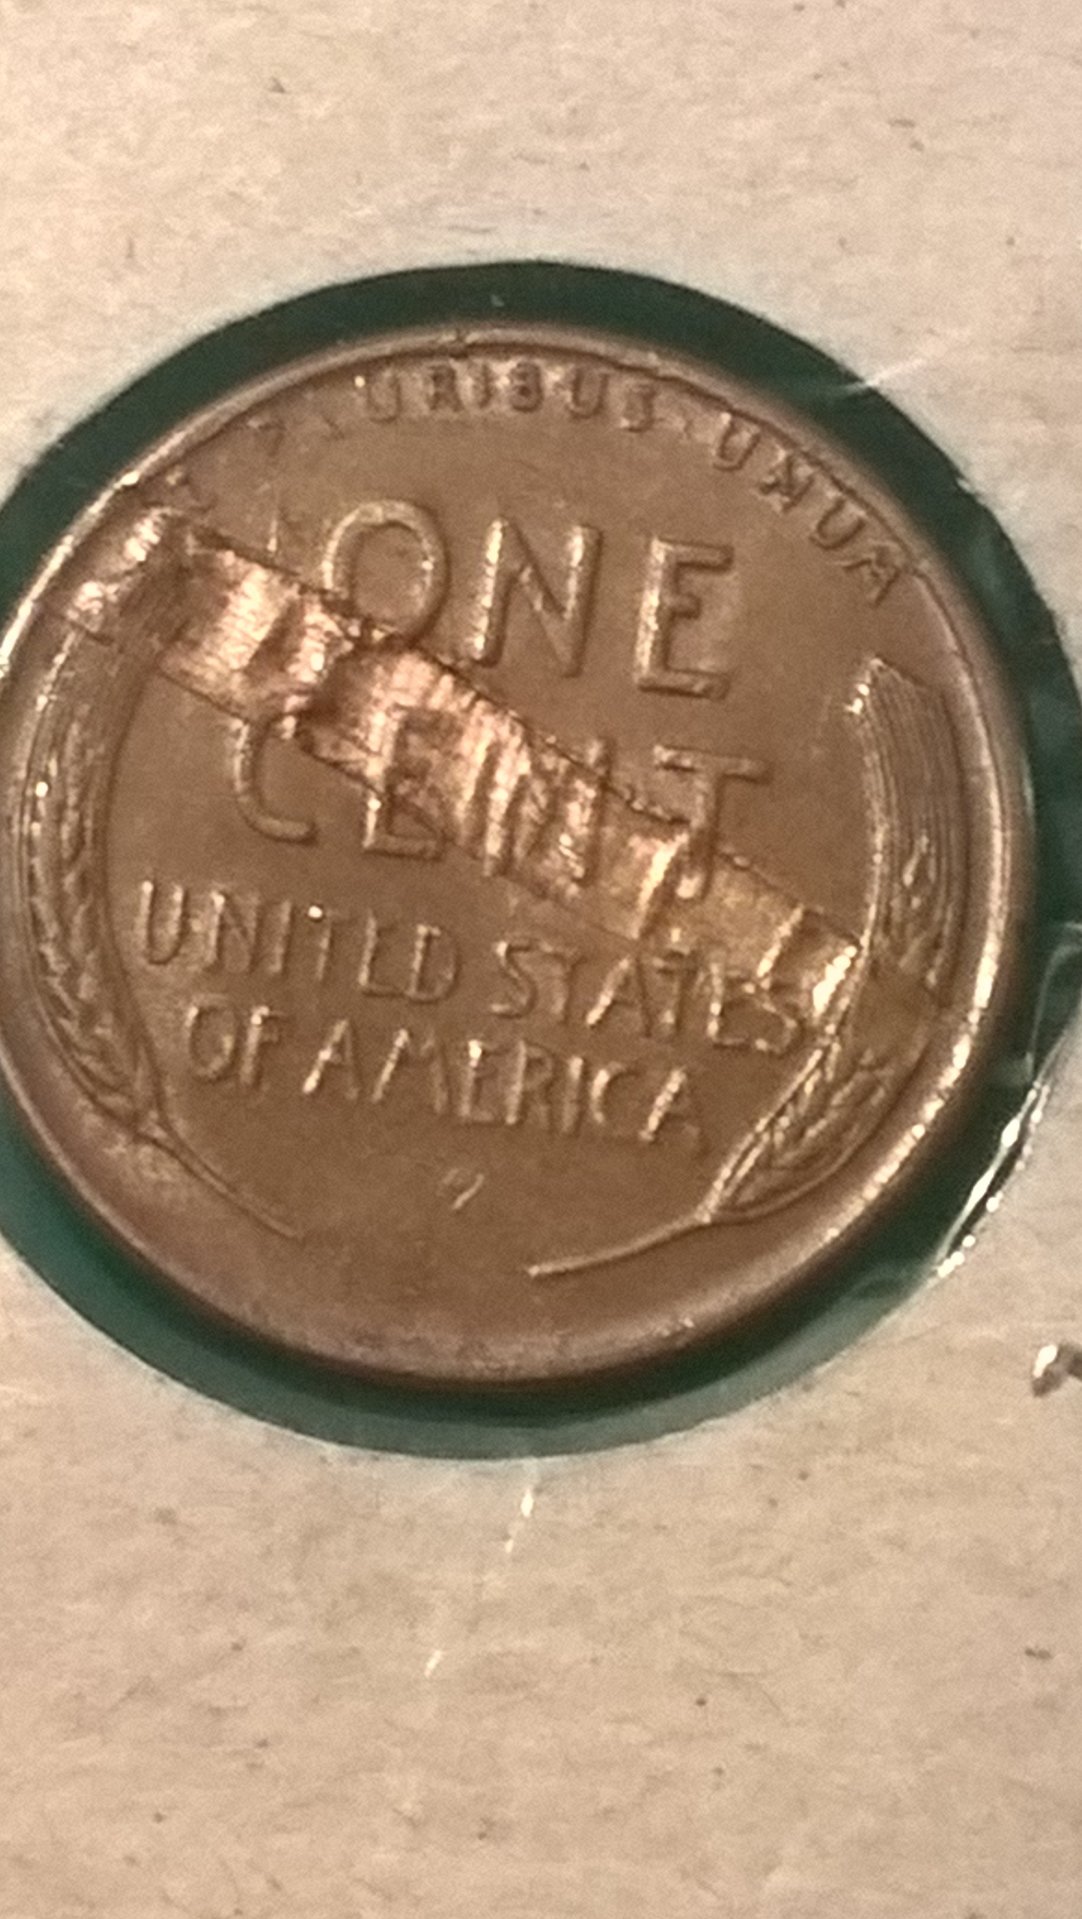 URIBUS UNUM
ONE
CENT
UNITED STATES
OF AMERICA